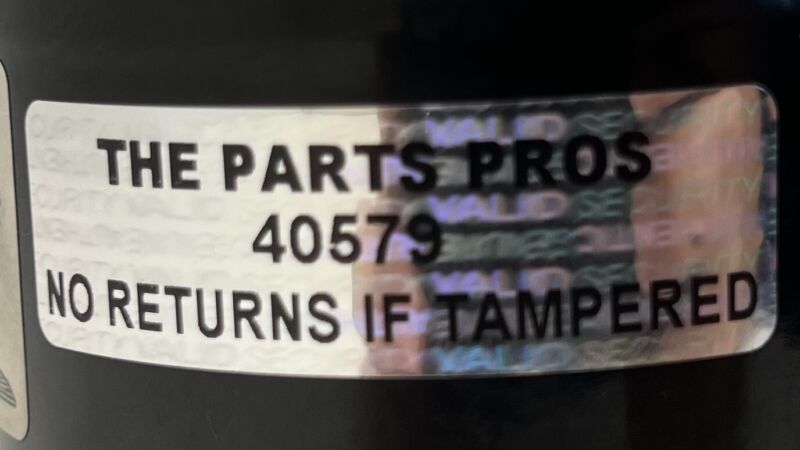 THE PARTS PROS
40579
NO RETURNS IF TAMPERED